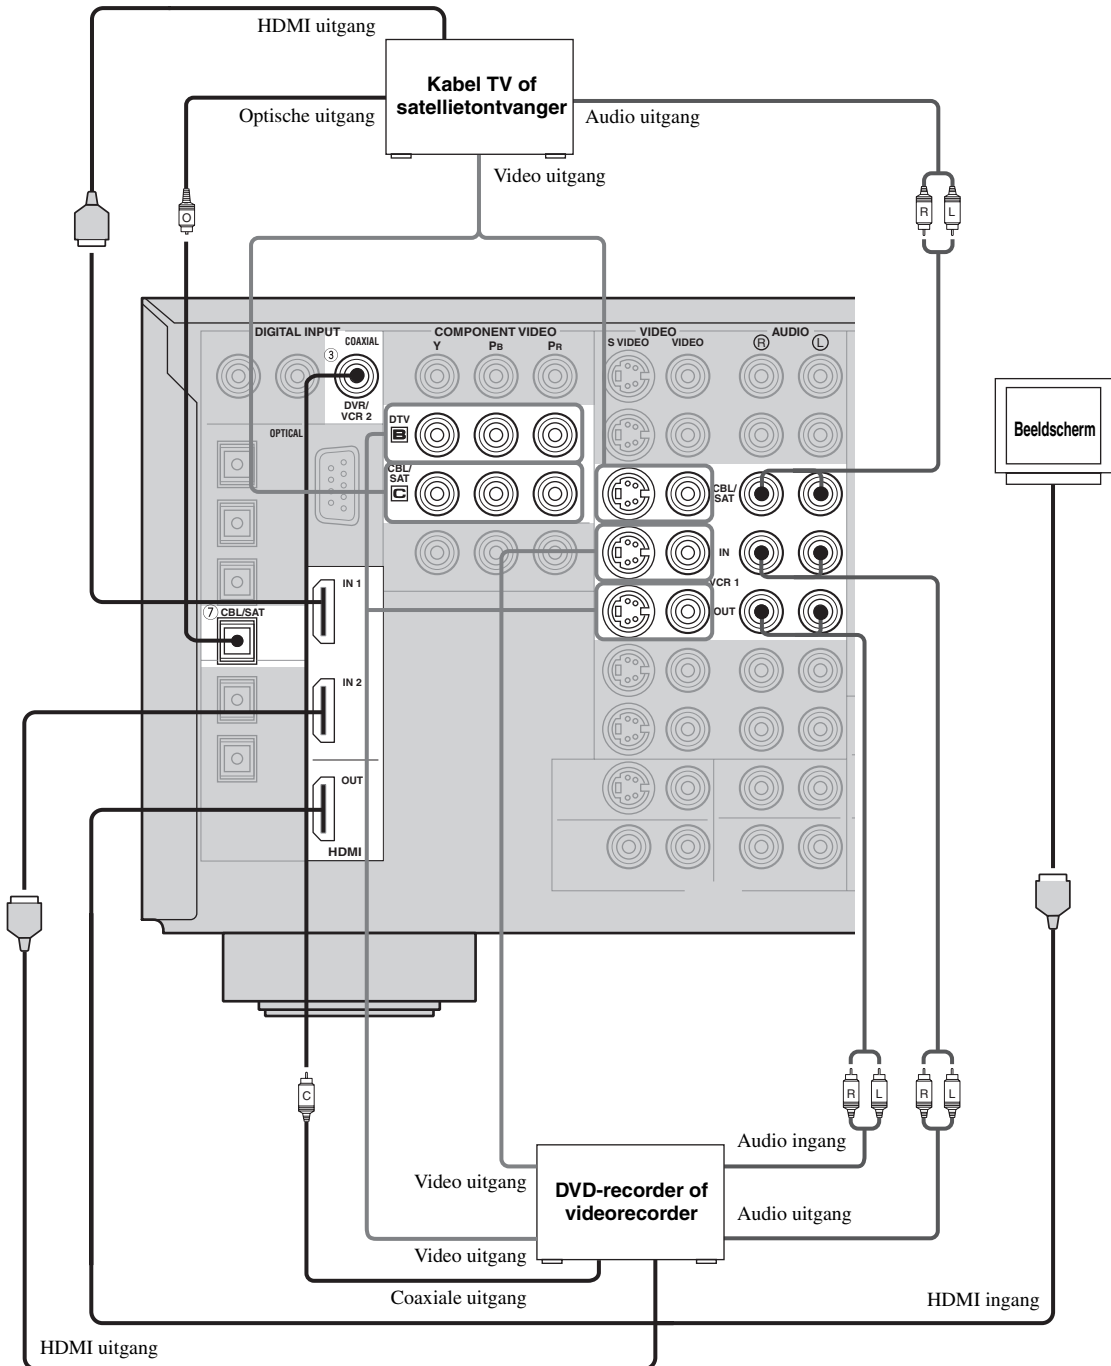 HDMI uitgang
Kabel TV of
satellietontvanger
Optische uitgang
Audio uitgang
Video uitgang
O
R L
DIGITAL INPUT
COMPONENT VIDEO
VIDEO
AUDIO
③ COAXIAL
Y PB PR
S VIDEO VIDEO
R L
DVR/
VCR 2
DTV
B
OPTICAL
CBL/
SAT
C
CBL/
SAT
Beeldscherm
IN
VCR 1
OUT
IN 1
⑦ CBL/SAT
IN 2
OUT
HDMI
C
R L
R L
Audio ingang
Video uitgang
DVD-recorder of
videorecorder
Audio uitgang
Video uitgang
Coaxiale uitgang
HDMI ingang
HDMI uitgang